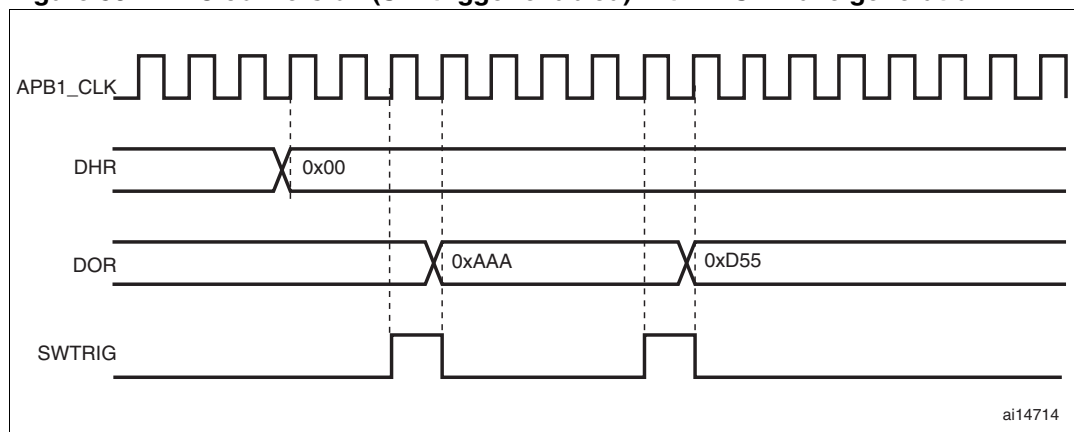 APB1_CLK
DHR
0x00
DOR
0xAAA
0xD55
SWTRIG
ai14714